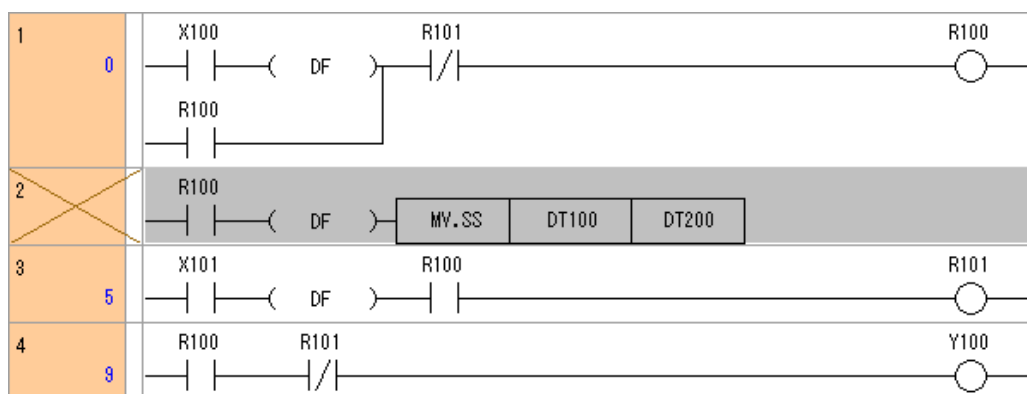 1 X100 R101 R100
0 DF
R100
2 R100
DF MV.SS DT100 DT200
3 X101 R100 R101
5 DF
4 R100 R101 Y100
9